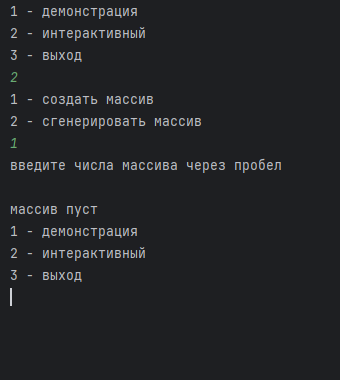 1 - демонстрация
2 - интерактивный
3 - выход
2
1 - создать массив
2 - сгенерировать массив
1
введите числа массива через пробел
массив пуст
1 - демонстрация
2 - интерактивный
3 - выход